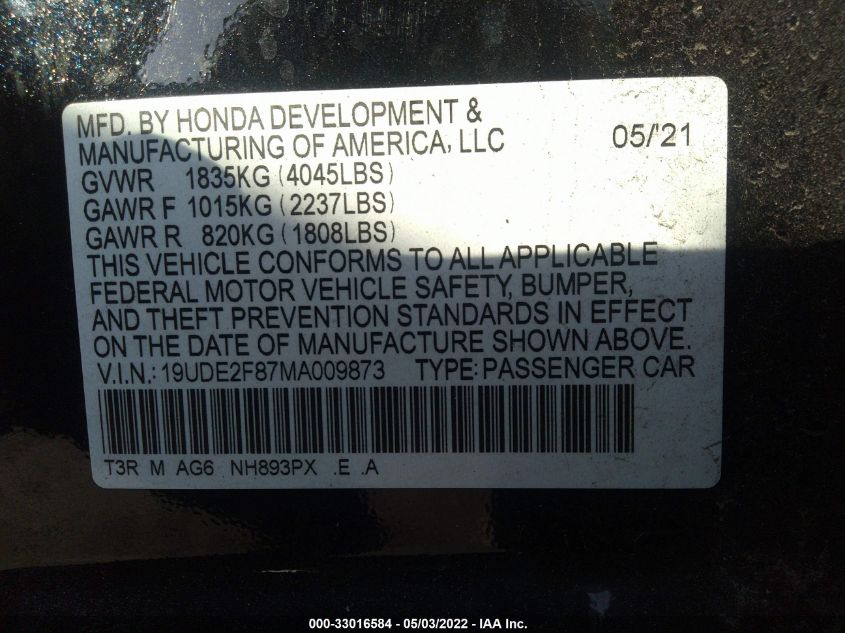 MFD. BY HONDA DEVELOPMENT &
MANUFACTURING OF AMERICA, LLC 05/'21
GVWR 1835KG (4045LBS)
GAWR F 1015KG (2237LBS)
GAWR R 820KG (1808LBS)
THIS VEHICLE CONFORMS TO ALL APPLICABLE
FEDERAL MOTOR VEHICLE SAFETY, BUMPER,
AND THEFT PREVENTION STANDARDS IN EFFECT
ON THE DATE OF MANUFACTURE SHOWN ABOVE.
V.I.N.: 19UDE2F87MA009873 TYPE: PASSENGER CAR
T3R M AG6 NH893PX .E .A
000-33016584 - 05/03/2022 - IAA Inc.